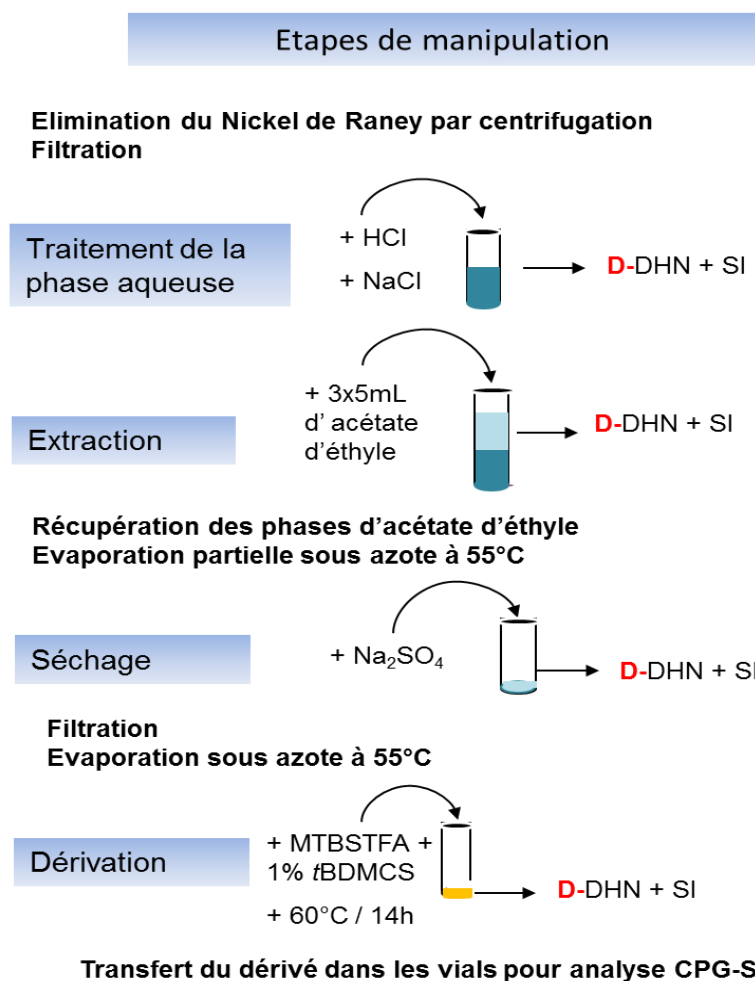 Etapes de manipulation
Elimination du Nickel de Raney par centrifugation
Filtration
Traitement de la
phase aqueuse
+ HCl
+ NaCl
D-DHN + SI
Extraction
+ 3x5mL
d' acétate
d'éthyle
D-DHN + SI
Récupération des phases d'acétate d'éthyle
Evaporation partielle sous azote à 55°C
Séchage
+ Na₂SO₄
D-DHN + SI
Filtration
Evaporation sous azote à 55°C
Dérivation
+ MTBSTFA +
1% tBDMCS
+ 60°C / 14h
D-DHN + SI
Transfert du dérivé dans les vials pour analyse CPG-S